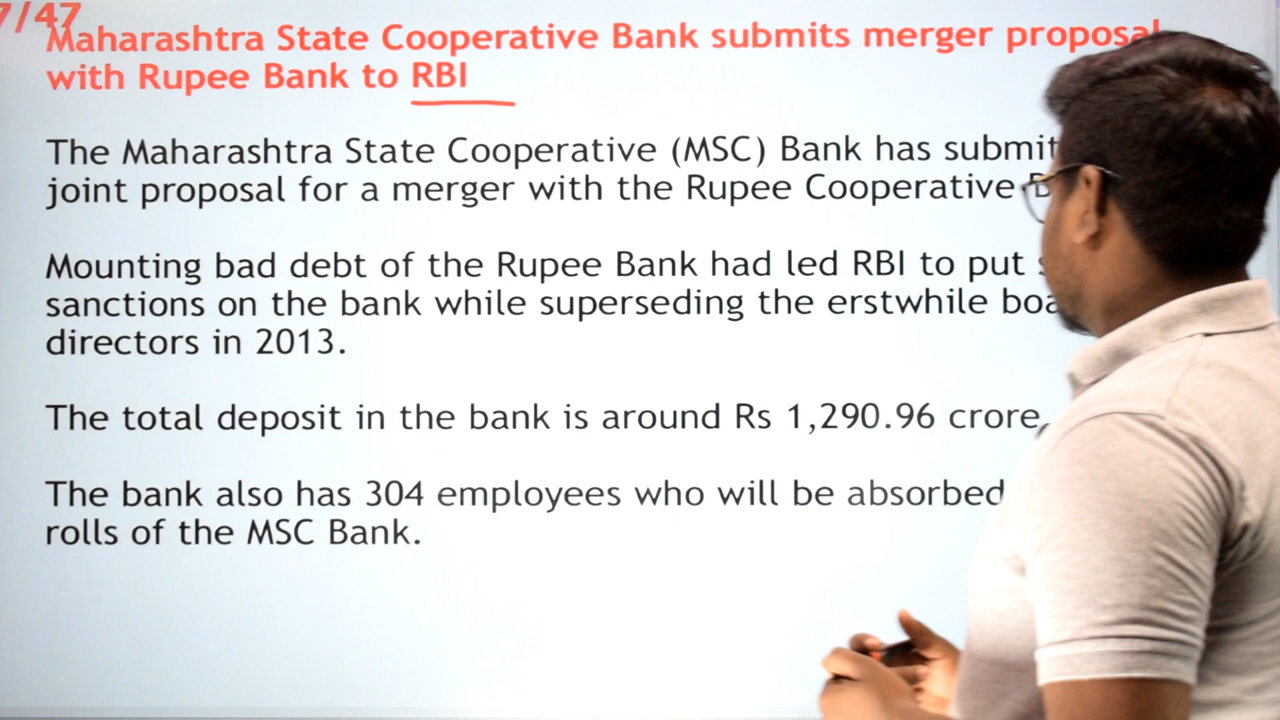 7/47
Maharashtra State Cooperative Bank submits merger proposal
with Rupee Bank to RBI
The Maharashtra State Cooperative (MSC) Bank has submit
joint proposal for a merger with the Rupee Cooperative B
Mounting bad debt of the Rupee Bank had led RBI to put
sanctions on the bank while superseding the erstwhile boa
directors in 2013.
The total deposit in the bank is around Rs 1,290.96 crore.
The bank also has 304 employees who will be absorbed
rolls of the MSC Bank.